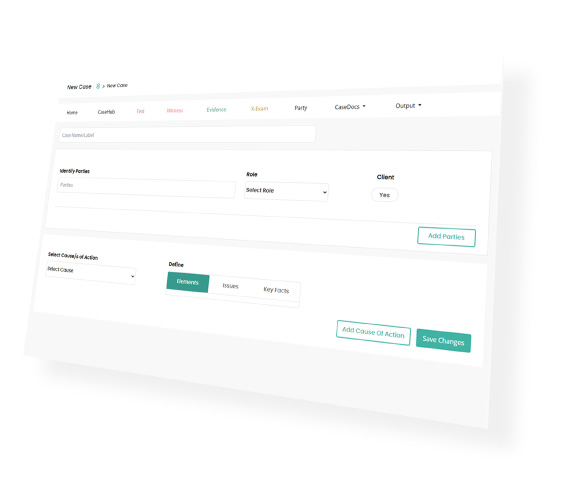 New Case > New Case
Home CaseHub Text Witness Evidence X-Exam Party CaseDocs Output
Case Name/Label
Identify Parties Role Client
Parties Select Role Yes
Add Parties
Select Cause/s of Action Define
Select Cause Elements Issues Key Facts
Add Cause Of Action Save Changes